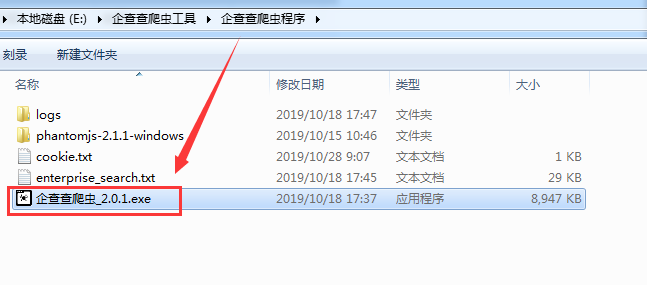 本地磁盘 (E:) ▸ 企查查爬虫工具 ▸ 企查查爬虫程序 ▸
刻录 新建文件夹
名称 修改日期 类型 大小
logs 2019/10/18 17:47 文件夹
phantomjs-2.1.1-windows 2019/10/15 10:46 文件夹
cookie.txt 2019/10/28 9:07 文本文档 1 KB
enterprise_search.txt 2019/10/18 17:45 文本文档 29 KB
企查查爬虫_2.0.1.exe 2019/10/18 17:37 应用程序 8,947 KB